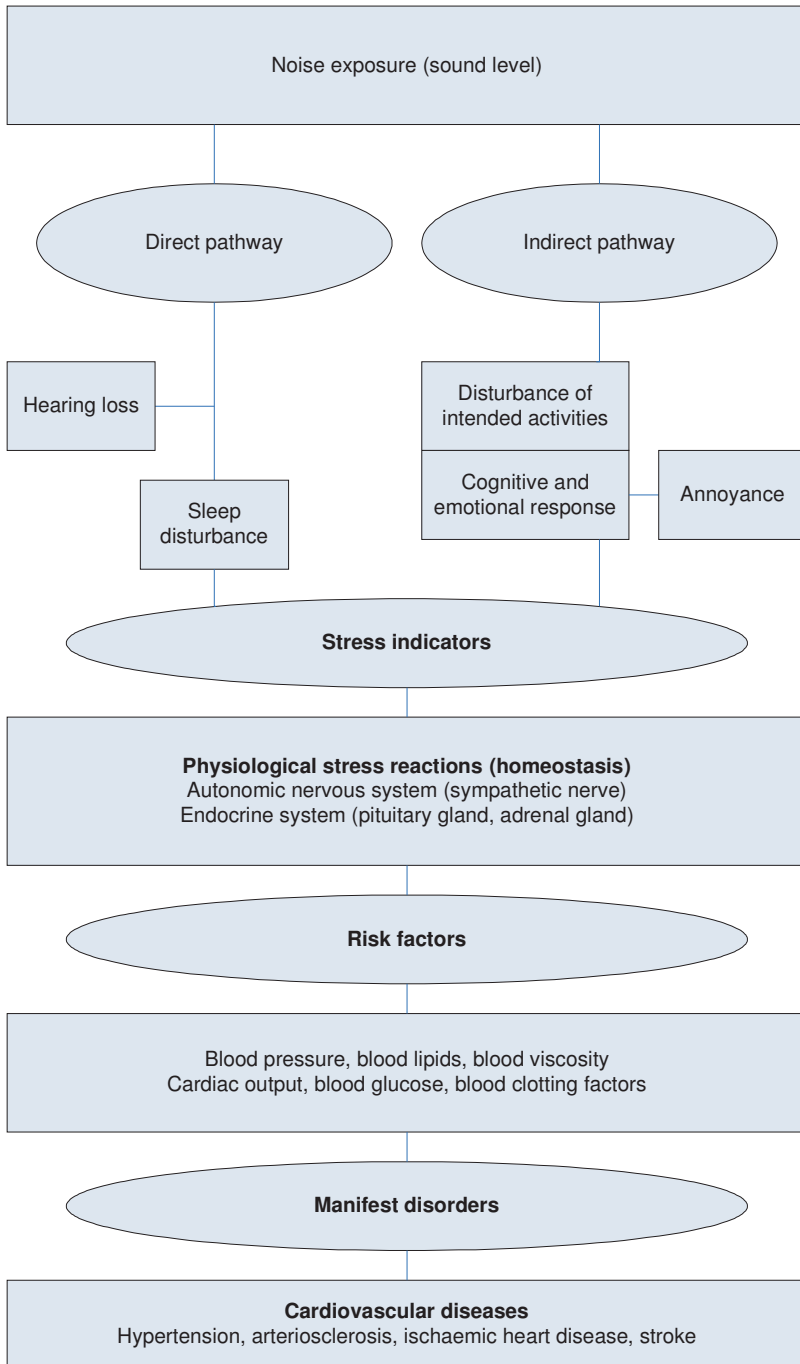 Noise exposure (sound level)
Direct pathway
Indirect pathway
Hearing loss
Disturbance of
intended activities
Cognitive and
emotional response
Annoyance
Sleep
disturbance
Stress indicators
Physiological stress reactions (homeostasis)
Autonomic nervous system (sympathetic nerve)
Endocrine system (pituitary gland, adrenal gland)
Risk factors
Blood pressure, blood lipids, blood viscosity
Cardiac output, blood glucose, blood clotting factors
Manifest disorders
Cardiovascular diseases
Hypertension, arteriosclerosis, ischaemic heart disease, stroke